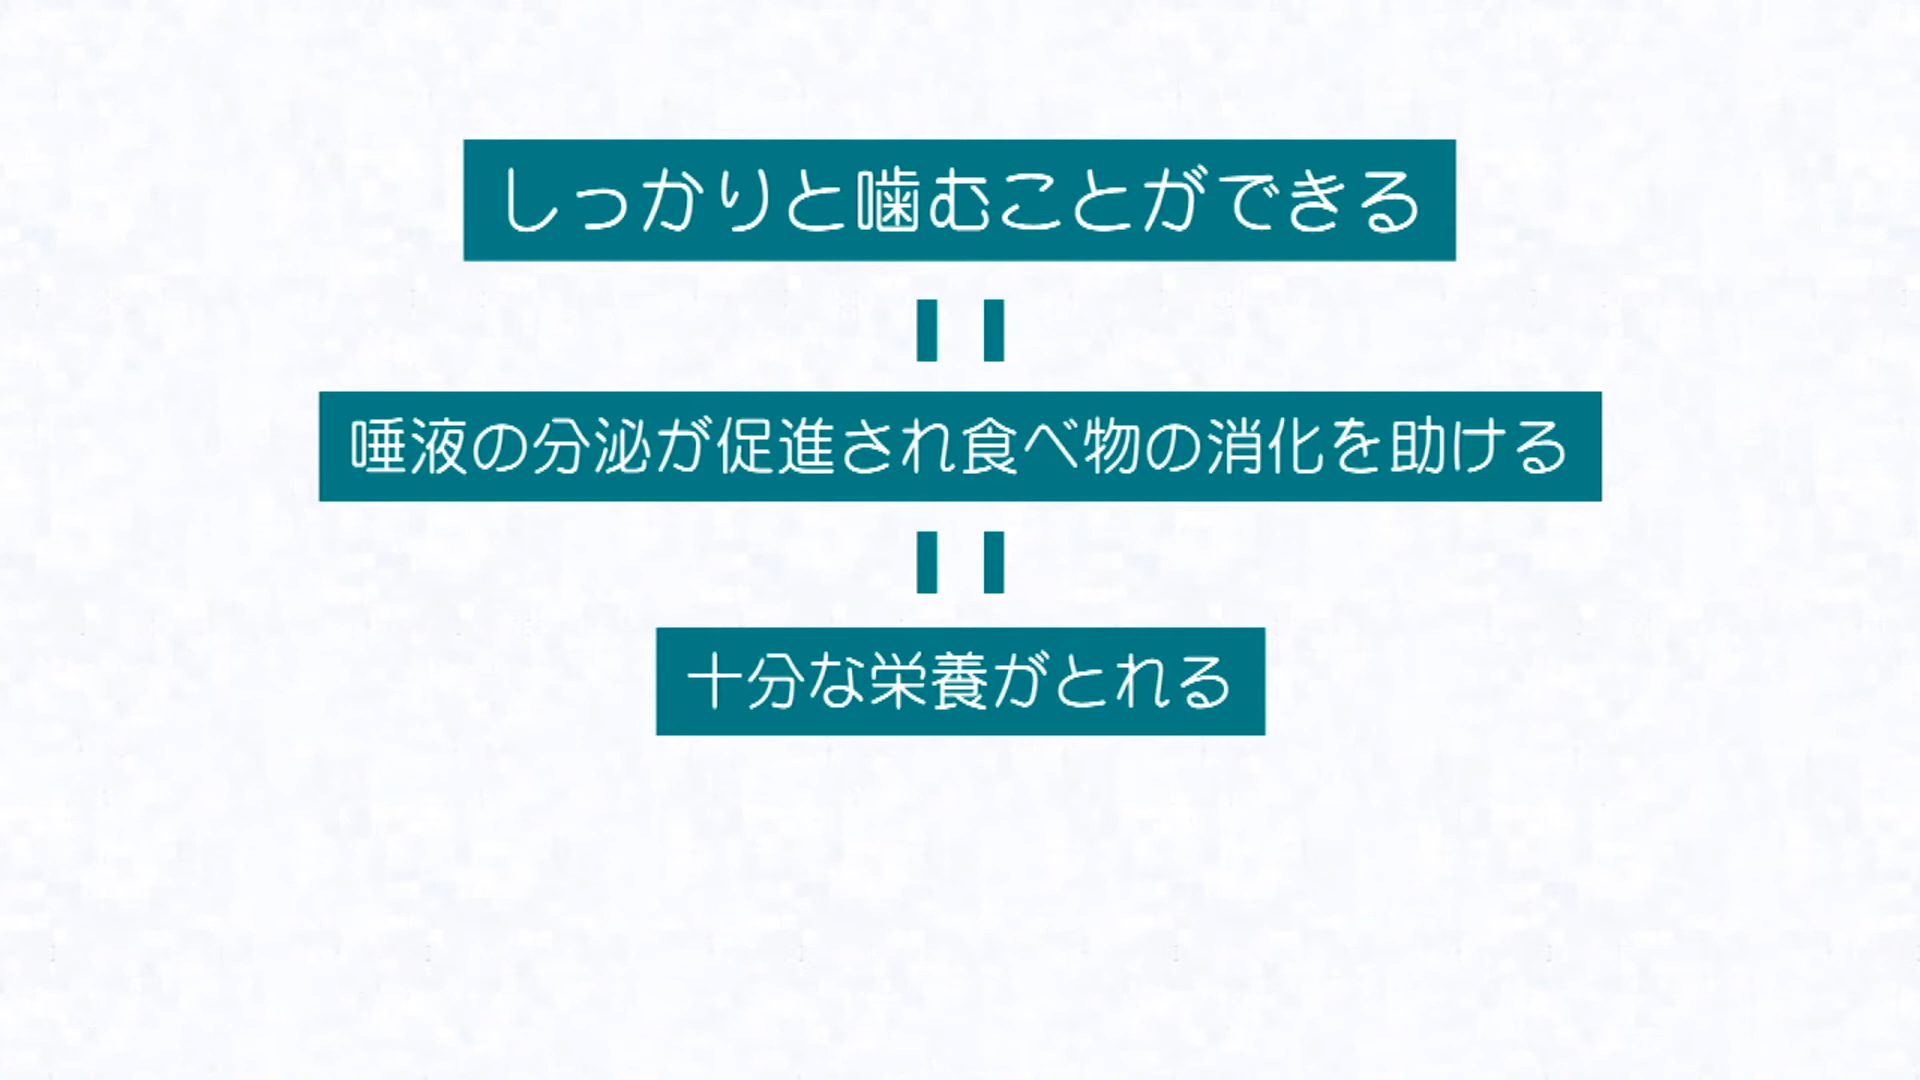 しっかりと噛むことができる
唾液の分泌が促進され食べ物の消化を助ける
十分な栄養がとれる